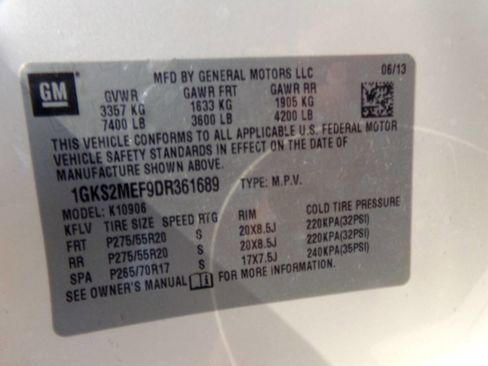 GM
MFD BY GENERAL MOTORS LLC 06/13
GVWR GAWR FRT GAWR RR
3357 KG 1633 KG 1905 KG
7400 LB 3600 LB 4200 LB
THIS VEHICLE CONFORMS TO ALL APPLICABLE U.S. FEDERAL MOTOR
VEHICLE SAFETY STANDARDS IN EFFECT ON THE DATE OF
MANUFACTURE SHOWN ABOVE.
1GKS2MEF9DR361689 TYPE: M.P.V.
MODEL: K10906
KFLV TIRE SIZE SPEED RTG RIM COLD TIRE PRESSURE
FRT P275/55R20 S 20X8.5J 220KPA(32PSI)
RR P275/55R20 S 20X8.5J 220KPA(32PSI)
SPA P265/70R17 S 17X7.5J 240KPA(35PSI)
SEE OWNER'S MANUAL